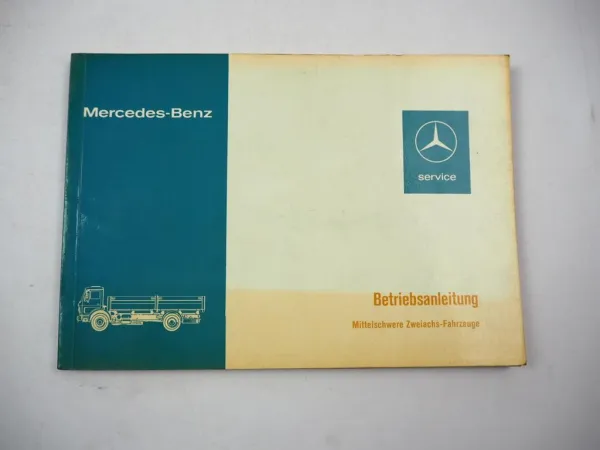 Mercedes-Benz
service
Betriebsanleitung
Mittelschwere Zweiachs-Fahrzeuge